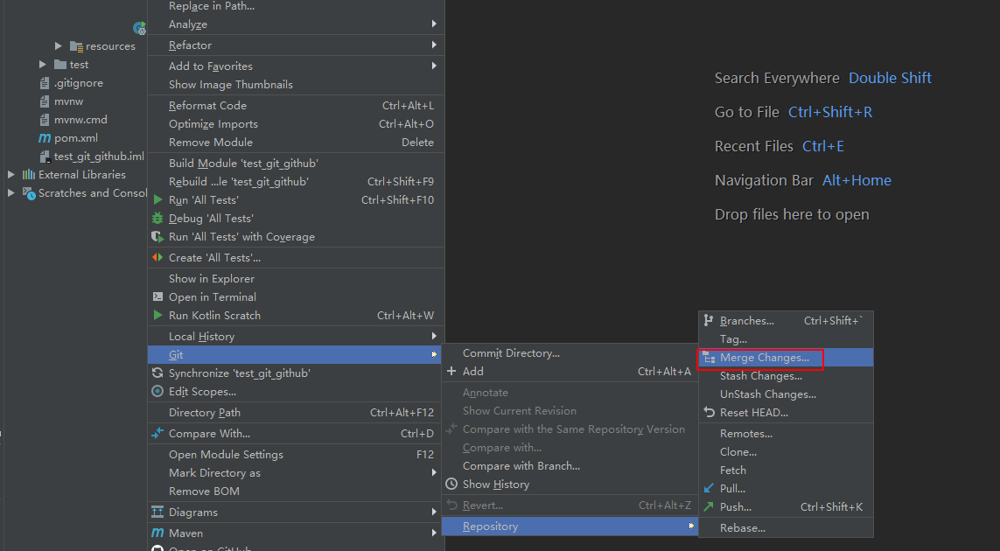 resources
test
.gitignore
mvnw
mvnw.cmd
pom.xml
test_git_github.iml
External Libraries
Scratches and Consol
Replace in Path...
Analyze
Refactor
Add to Favorites
Show Image Thumbnails
Reformat Code Ctrl+Alt+L
Optimize Imports Ctrl+Alt+O
Remove Module Delete
Build Module 'test_git_github'
Rebuild ...le 'test_git_github' Ctrl+Shift+F9
Run 'All Tests' Ctrl+Shift+F10
Debug 'All Tests'
Run 'All Tests' with Coverage
Create 'All Tests'...
Show in Explorer
Open in Terminal
Run Kotlin Scratch Ctrl+Alt+W
Local History
Git
Synchronize 'test_git_github'
Edit Scopes...
Directory Path Ctrl+Alt+F12
Compare With... Ctrl+D
Open Module Settings F12
Mark Directory as
Remove BOM
Diagrams
Maven
Open on GitHub
Commit Directory...
Add Ctrl+Alt+A
Annotate
Show Current Revision
Compare with the Same Repository Version
Compare with...
Compare with Branch...
Show History
Revert... Ctrl+Alt+Z
Repository
Branches... Ctrl+Shift+`
Tag...
Merge Changes...
Stash Changes...
UnStash Changes...
Reset HEAD...
Remotes...
Clone...
Fetch
Pull...
Push... Ctrl+Shift+K
Rebase...
Search Everywhere Double Shift
Go to File Ctrl+Shift+R
Recent Files Ctrl+E
Navigation Bar Alt+Home
Drop files here to open